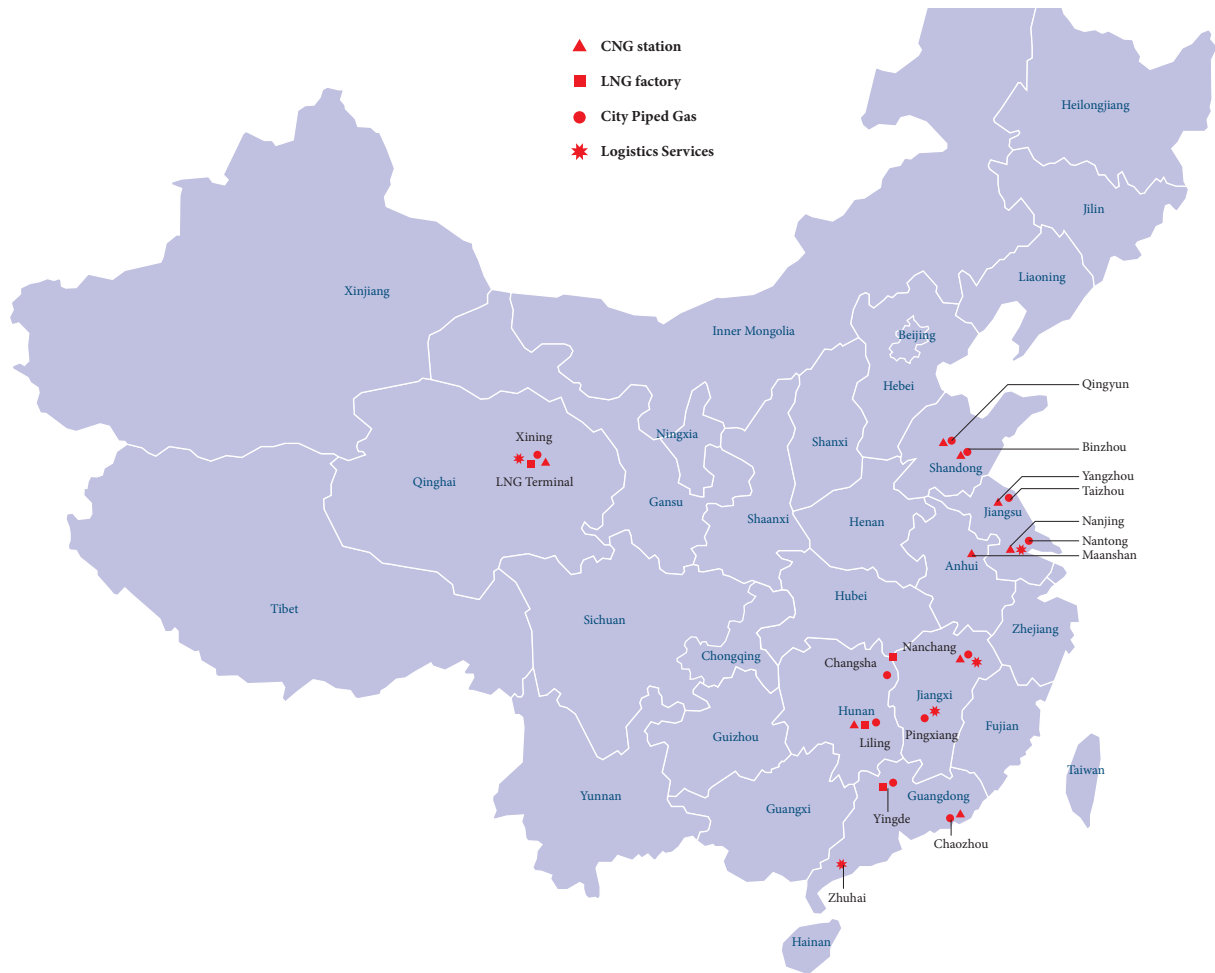 CNG station
LNG factory
City Piped Gas
Logistics Services
Heilongjiang
Jilin
Liaoning
Xinjiang
Inner Mongolia
Beijing
Hebei
Qingyun
Ningxia
Shanxi
Xining
Binzhou
Shandong
Qinghai
LNG Terminal
Yangzhou
Taizhou
Gansu
Jiangsu
Shaanxi
Henan
Nanjing
Nantong
Maanshan
Anhui
Hubei
Tibet
Sichuan
Zhejiang
Nanchang
Chongqing
Changsha
Jiangxi
Hunan
Fujian
Guizhou
Pingxiang
Liling
Taiwan
Yunnan
Guangdong
Guangxi
Yingde
Chaozhou
Zhuhai
Hainan